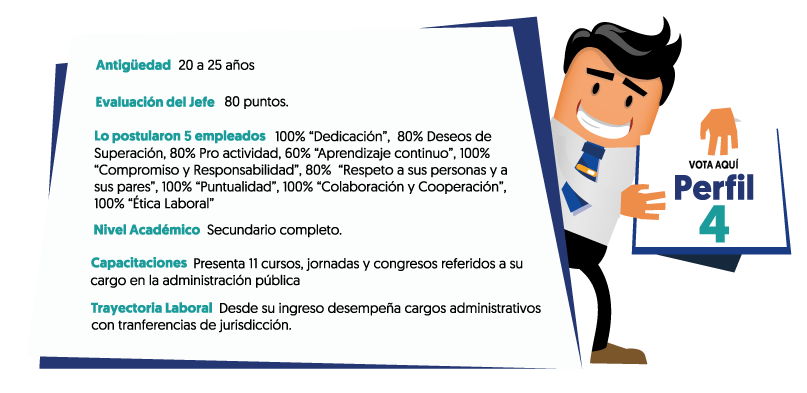 Antigüedad 20 a 25 años
Evaluación del Jefe 80 puntos.
Lo postularon 5 empleados 100% “Dedicación”, 80% Deseos de
Superación, 80% Pro actividad, 60% “Aprendizaje continuo”, 100%
“Compromiso y Responsabilidad”, 80% “Respeto a sus personas y a
sus pares”, 100% “Puntualidad”, 100% “Colaboración y Cooperación”,
100% “Ética Laboral”
Nivel Académico Secundario completo.
Capacitaciones Presenta 11 cursos, jornadas y congresos referidos a su
cargo en la administración pública
Trayectoria Laboral Desde su ingreso desempeña cargos administrativos
con tranferencias de jurisdicción.
VOTA AQUÍ
Perfil
4